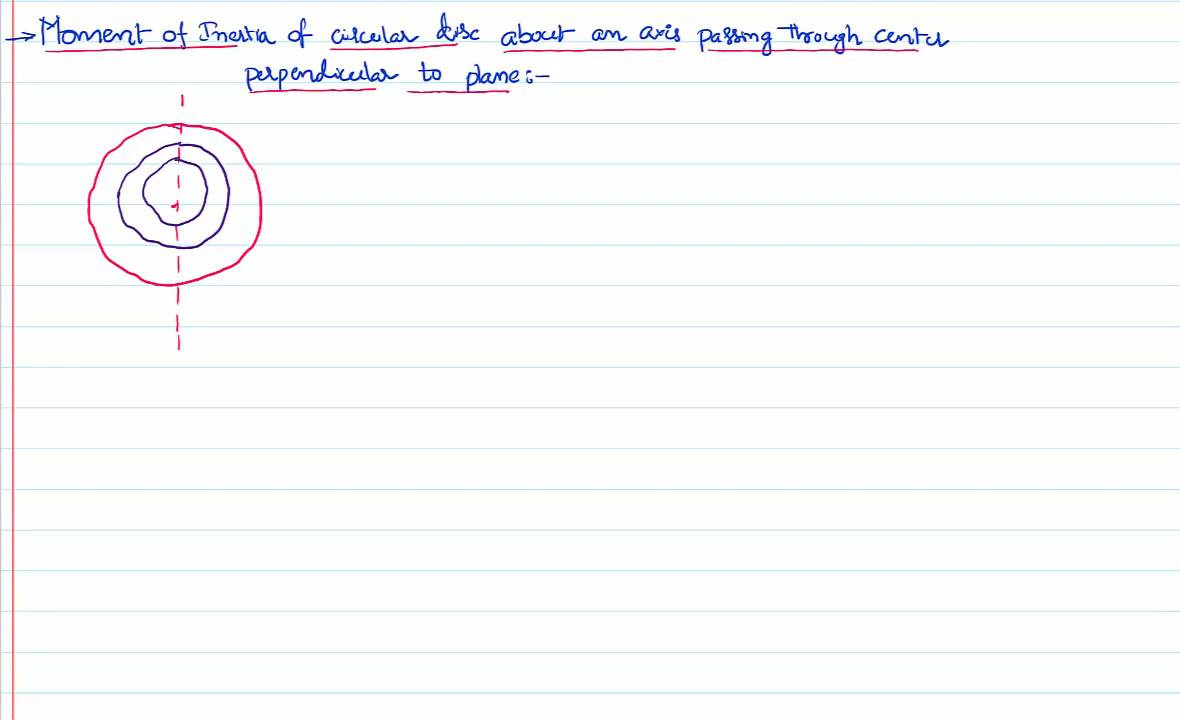 → Moment of Inertia of circular disc about an axis passing through center
perpendicular to plane:-